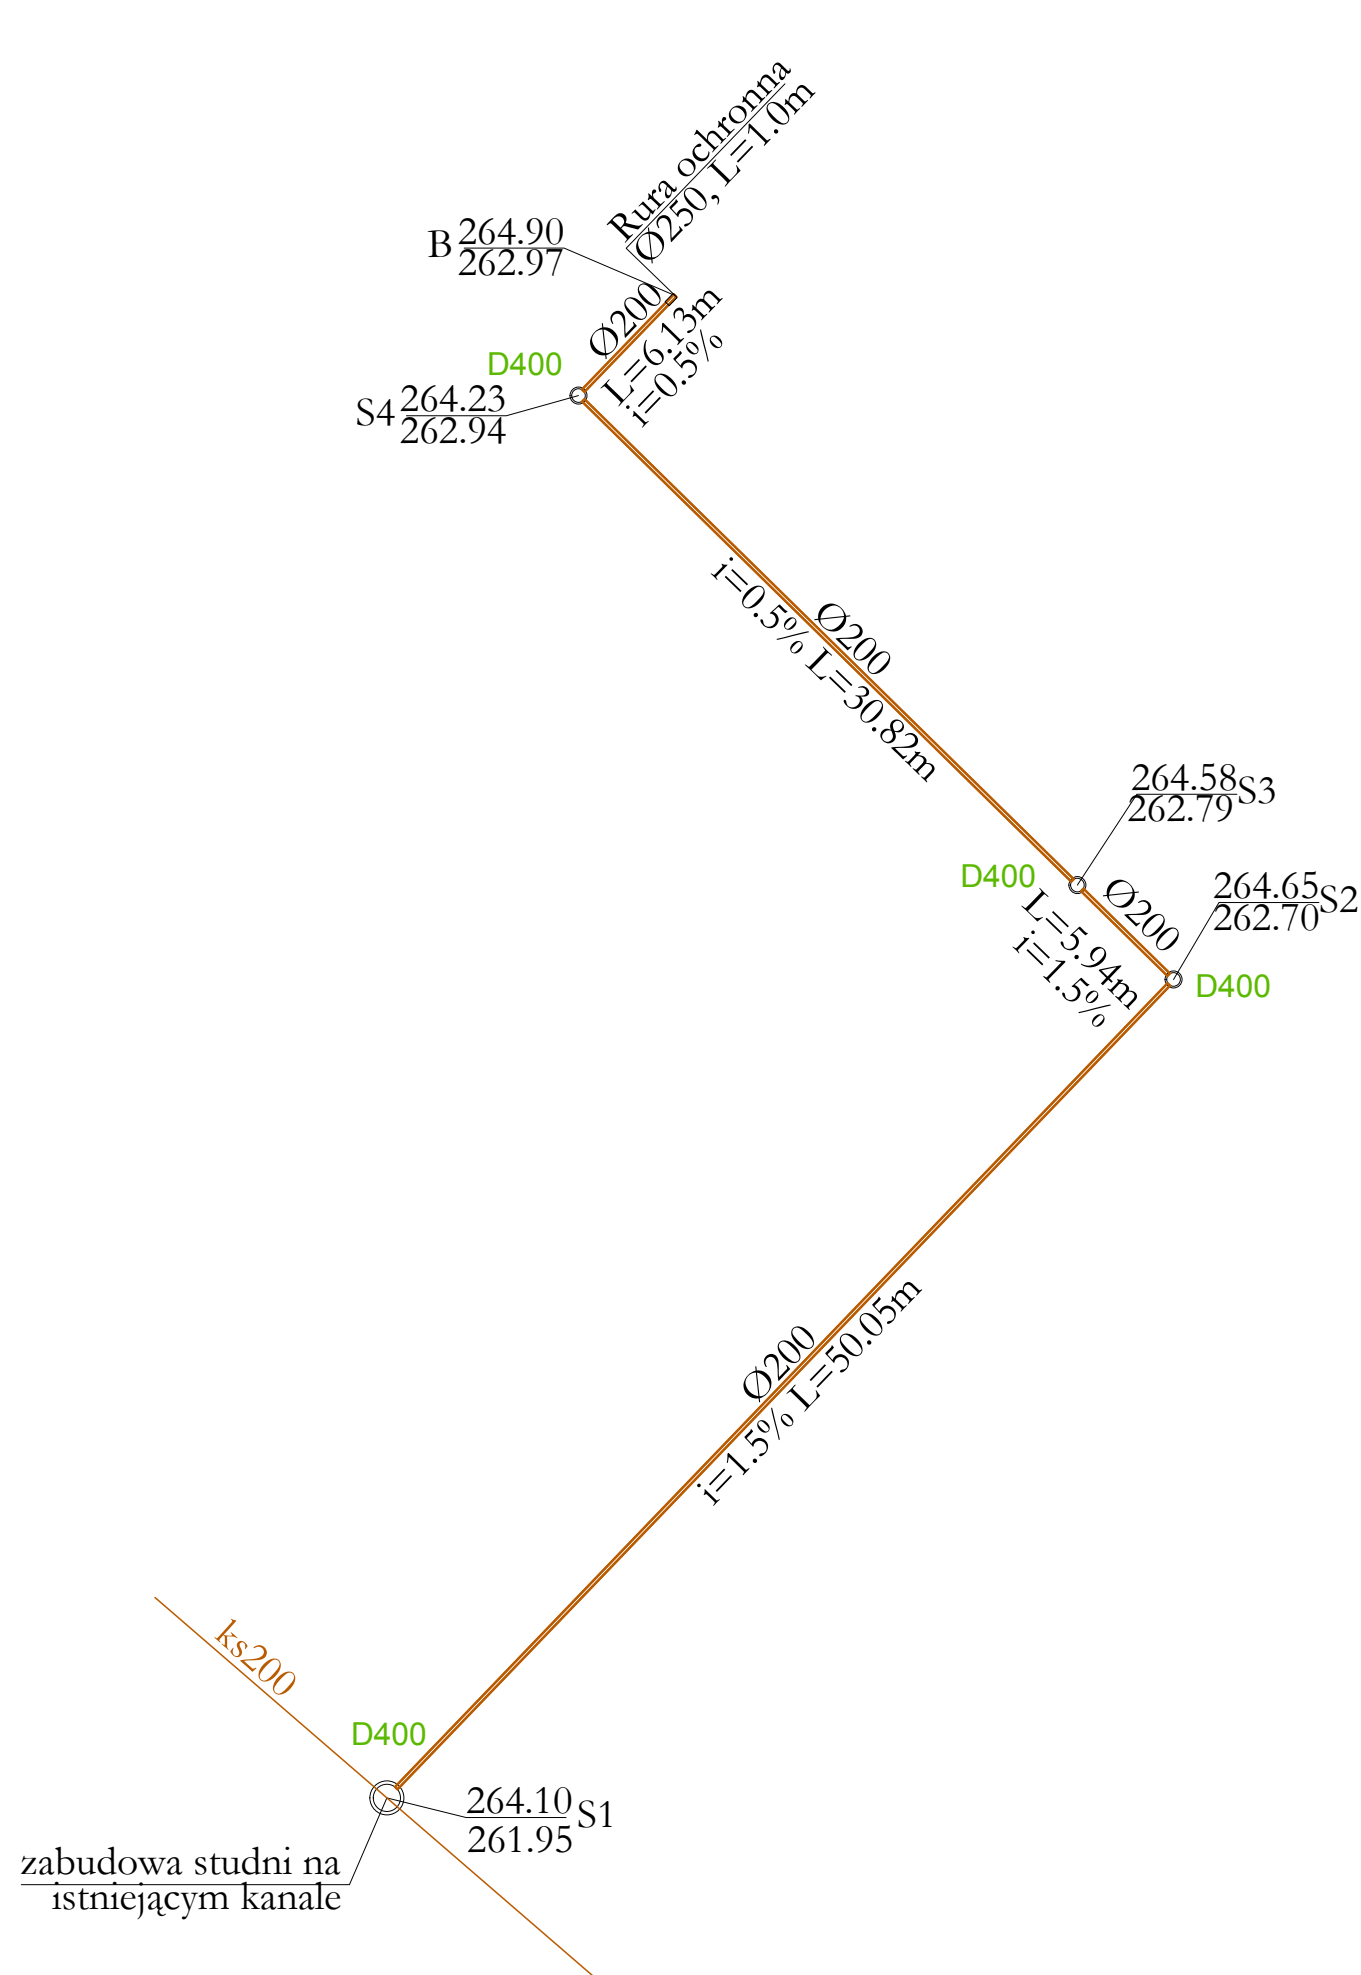 Rura ochronna
Ø250, L=1.0m
B 264.90
262.97
Ø200
L=6.13m
i=0.5%
D400
S4 264.23
262.94
Ø200
i=0.5% L=30.82m
264.58 S3
262.79
D400
Ø200
L=5.94m
i=1.5%
264.65 S2
262.70
D400
Ø200
i=1.5% L=50.05m
ks200
D400
264.10 S1
261.95
zabudowa studni na
istniejącym kanale